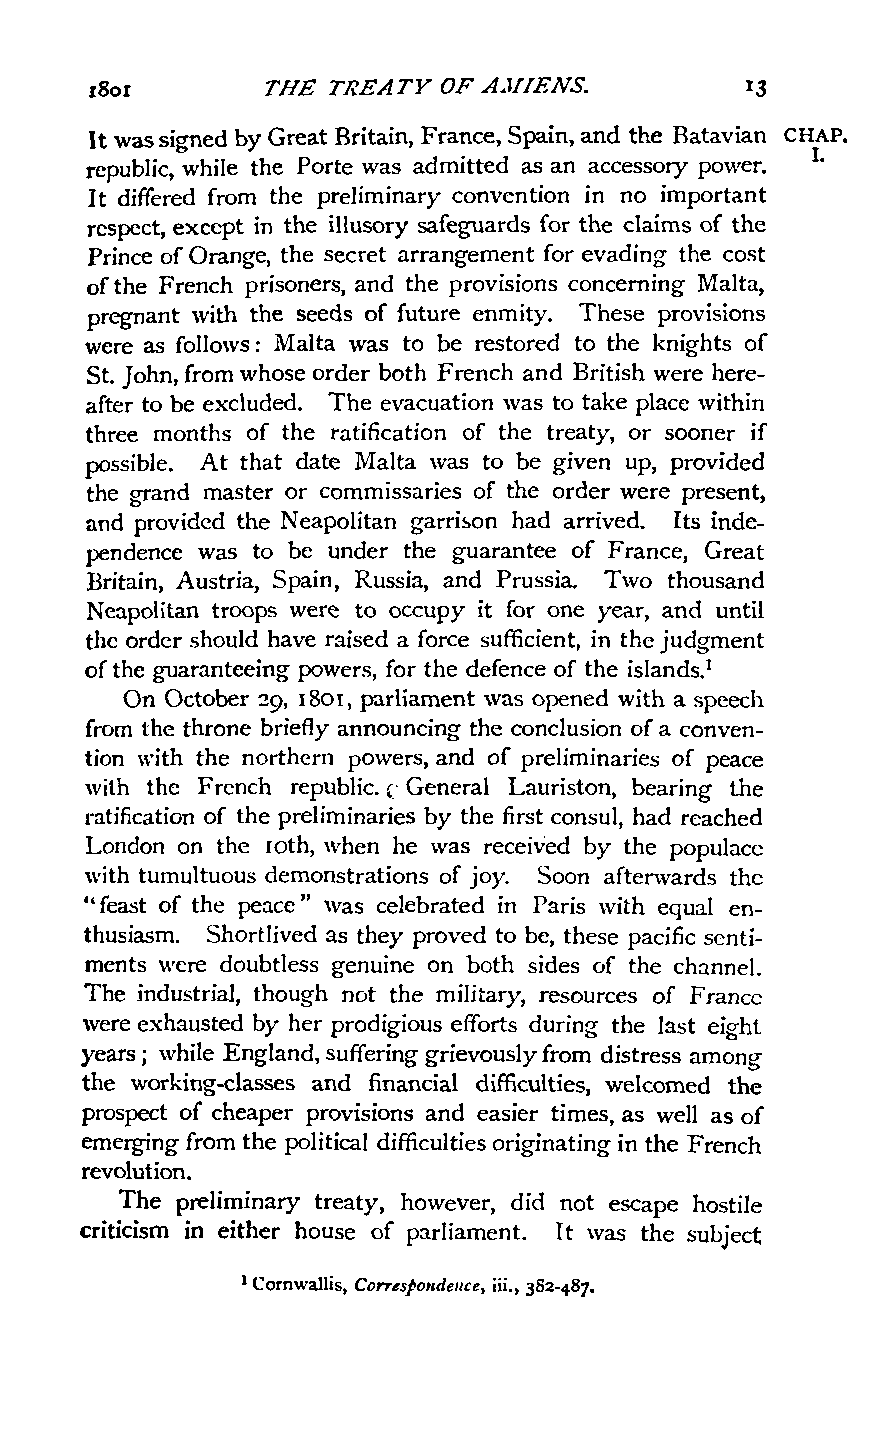 1801 THE TREATY OF AMIENS. 13
It was signed by Great Britain, France, Spain, and the Batavian CHAP.
republic, while the Porte was admitted as an accessory power. I.
It differed from the preliminary convention in no important
respect, except in the illusory safeguards for the claims of the
Prince of Orange, the secret arrangement for evading the cost
of the French prisoners, and the provisions concerning Malta,
pregnant with the seeds of future enmity. These provisions
were as follows: Malta was to be restored to the knights of
St. John, from whose order both French and British were here-
after to be excluded. The evacuation was to take place within
three months of the ratification of the treaty, or sooner if
possible. At that date Malta was to be given up, provided
the grand master or commissaries of the order were present,
and provided the Neapolitan garrison had arrived. Its inde-
pendence was to be under the guarantee of France, Great
Britain, Austria, Spain, Russia, and Prussia. Two thousand
Neapolitan troops were to occupy it for one year, and until
the order should have raised a force sufficient, in the judgment
of the guaranteeing powers, for the defence of the islands.¹
On October 29, 1801, parliament was opened with a speech
from the throne briefly announcing the conclusion of a conven-
tion with the northern powers, and of preliminaries of peace
with the French republic. General Lauriston, bearing the
ratification of the preliminaries by the first consul, had reached
London on the 10th, when he was received by the populace
with tumultuous demonstrations of joy. Soon afterwards the
"feast of the peace" was celebrated in Paris with equal en-
thusiasm. Shortlived as they proved to be, these pacific senti-
ments were doubtless genuine on both sides of the channel.
The industrial, though not the military, resources of France
were exhausted by her prodigious efforts during the last eight
years; while England, suffering grievously from distress among
the working-classes and financial difficulties, welcomed the
prospect of cheaper provisions and easier times, as well as of
emerging from the political difficulties originating in the French
revolution.
The preliminary treaty, however, did not escape hostile
criticism in either house of parliament. It was the subject
¹ Cornwallis, Correspondence, iii., 382-487.